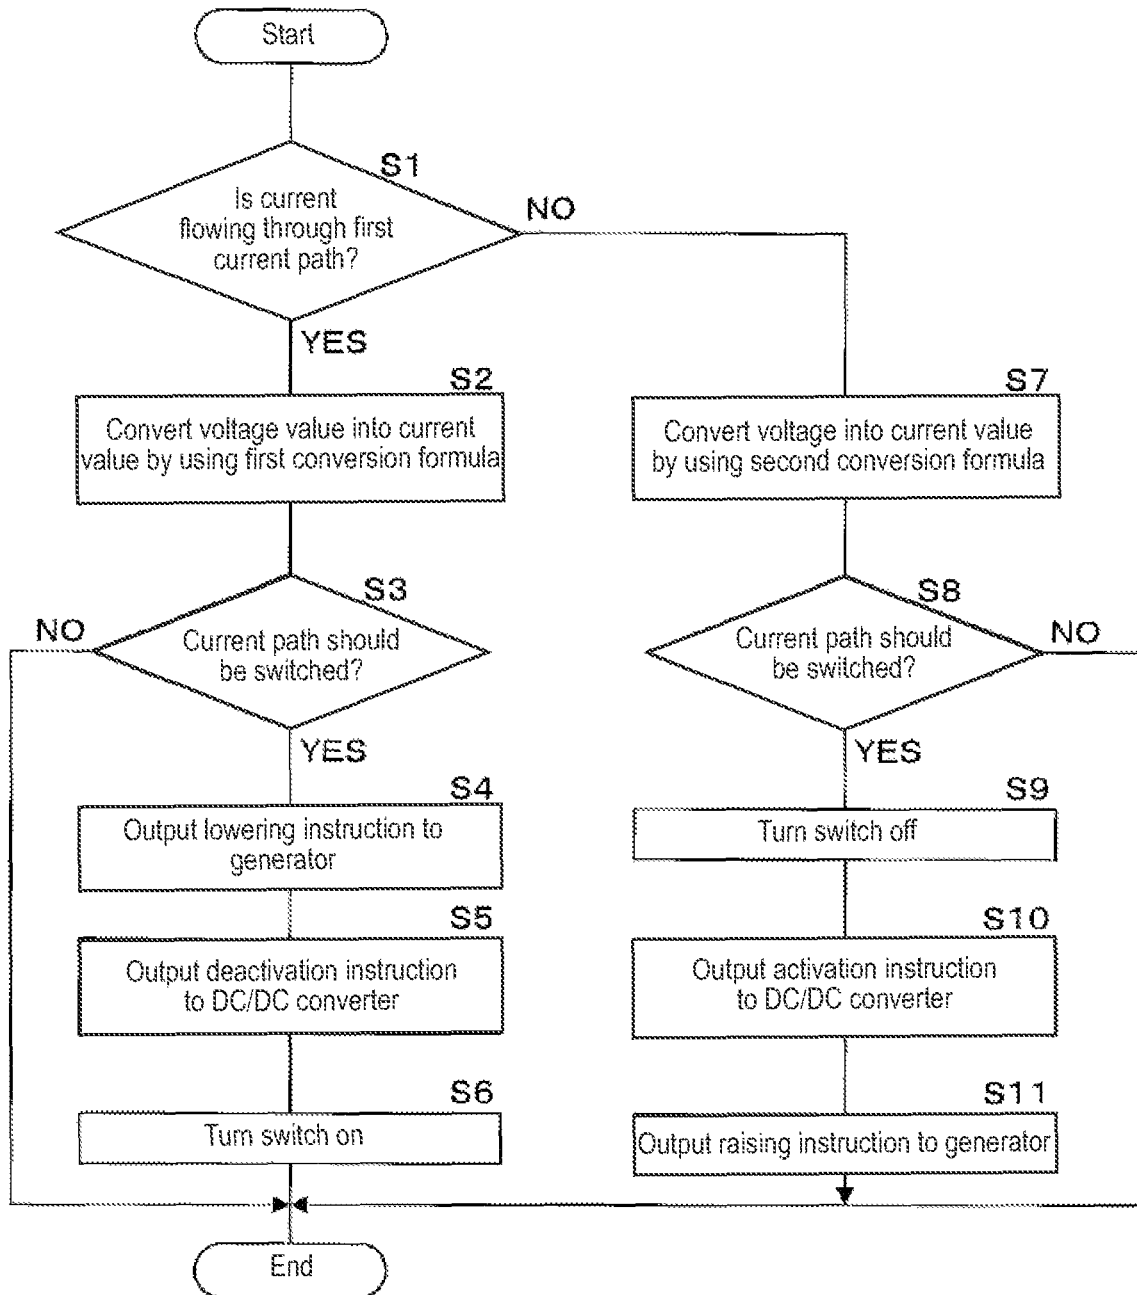 Start
S1
Is current
flowing through first
current path?
NO
YES
S2
Convert voltage value into current
value by using first conversion formula
S7
Convert voltage into current value
by using second conversion formula
S3
Current path should
be switched?
NO
YES
S8
Current path should
be switched?
NO
YES
S4
Output lowering instruction to
generator
S9
Turn switch off
S5
Output deactivation instruction
to DC/DC converter
S10
Output activation instruction
to DC/DC converter
S6
Turn switch on
S11
Output raising instruction to generator
End